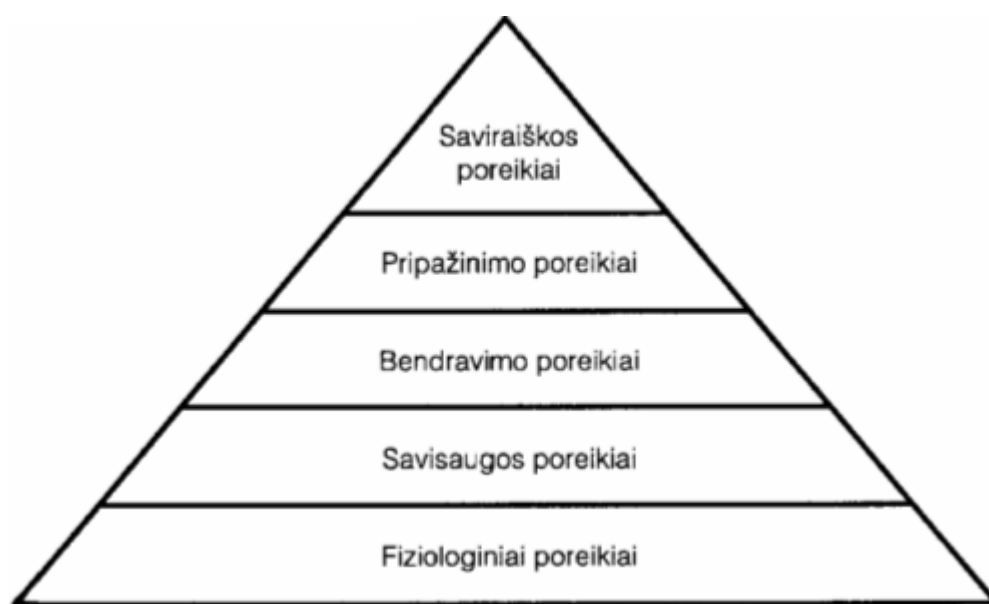 Saviraiškos
poreikiai
Pripažinimo poreikiai
Bendravimo poreikiai
Savisaugos poreikiai
Fiziologiniai poreikiai